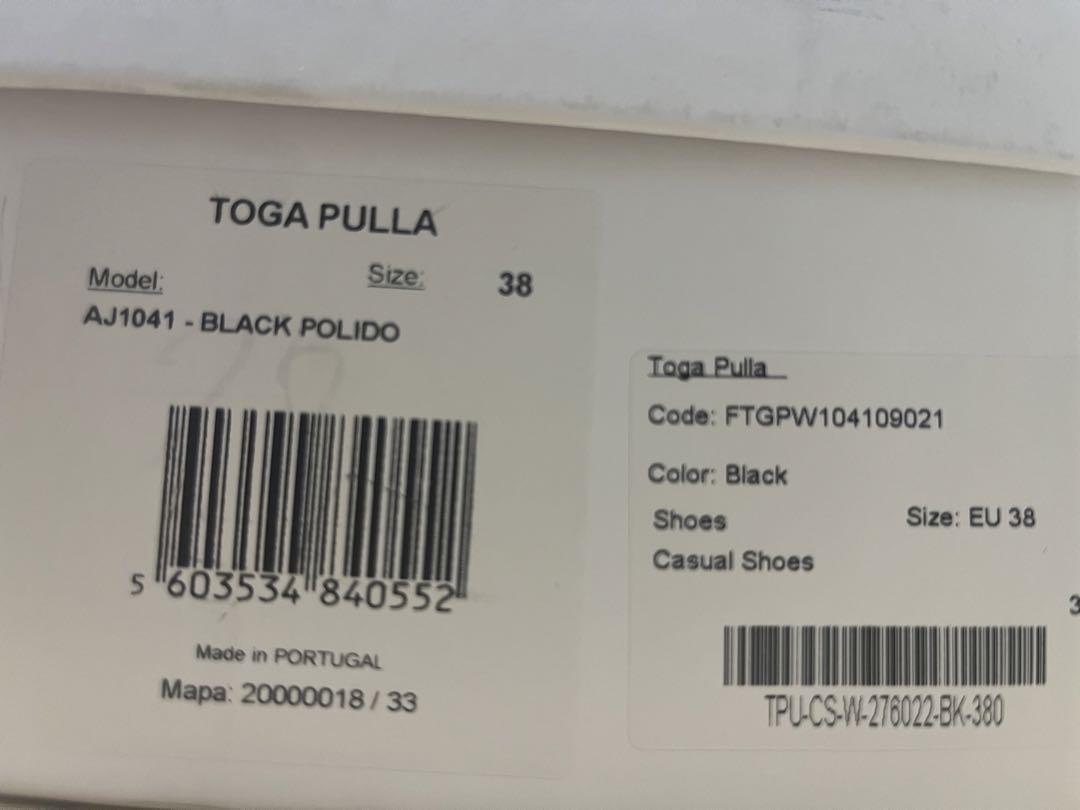 TOGA PULLA
Model: Size: 38
AJ1041 - BLACK POLIDO
5 603534 840552
Made in PORTUGAL
Mapa: 20000018 / 33
Toga Pulla
Code: FTGPW104109021
Color: Black
Shoes Size: EU 38
Casual Shoes
TPU-CS-W-276022-BK-380